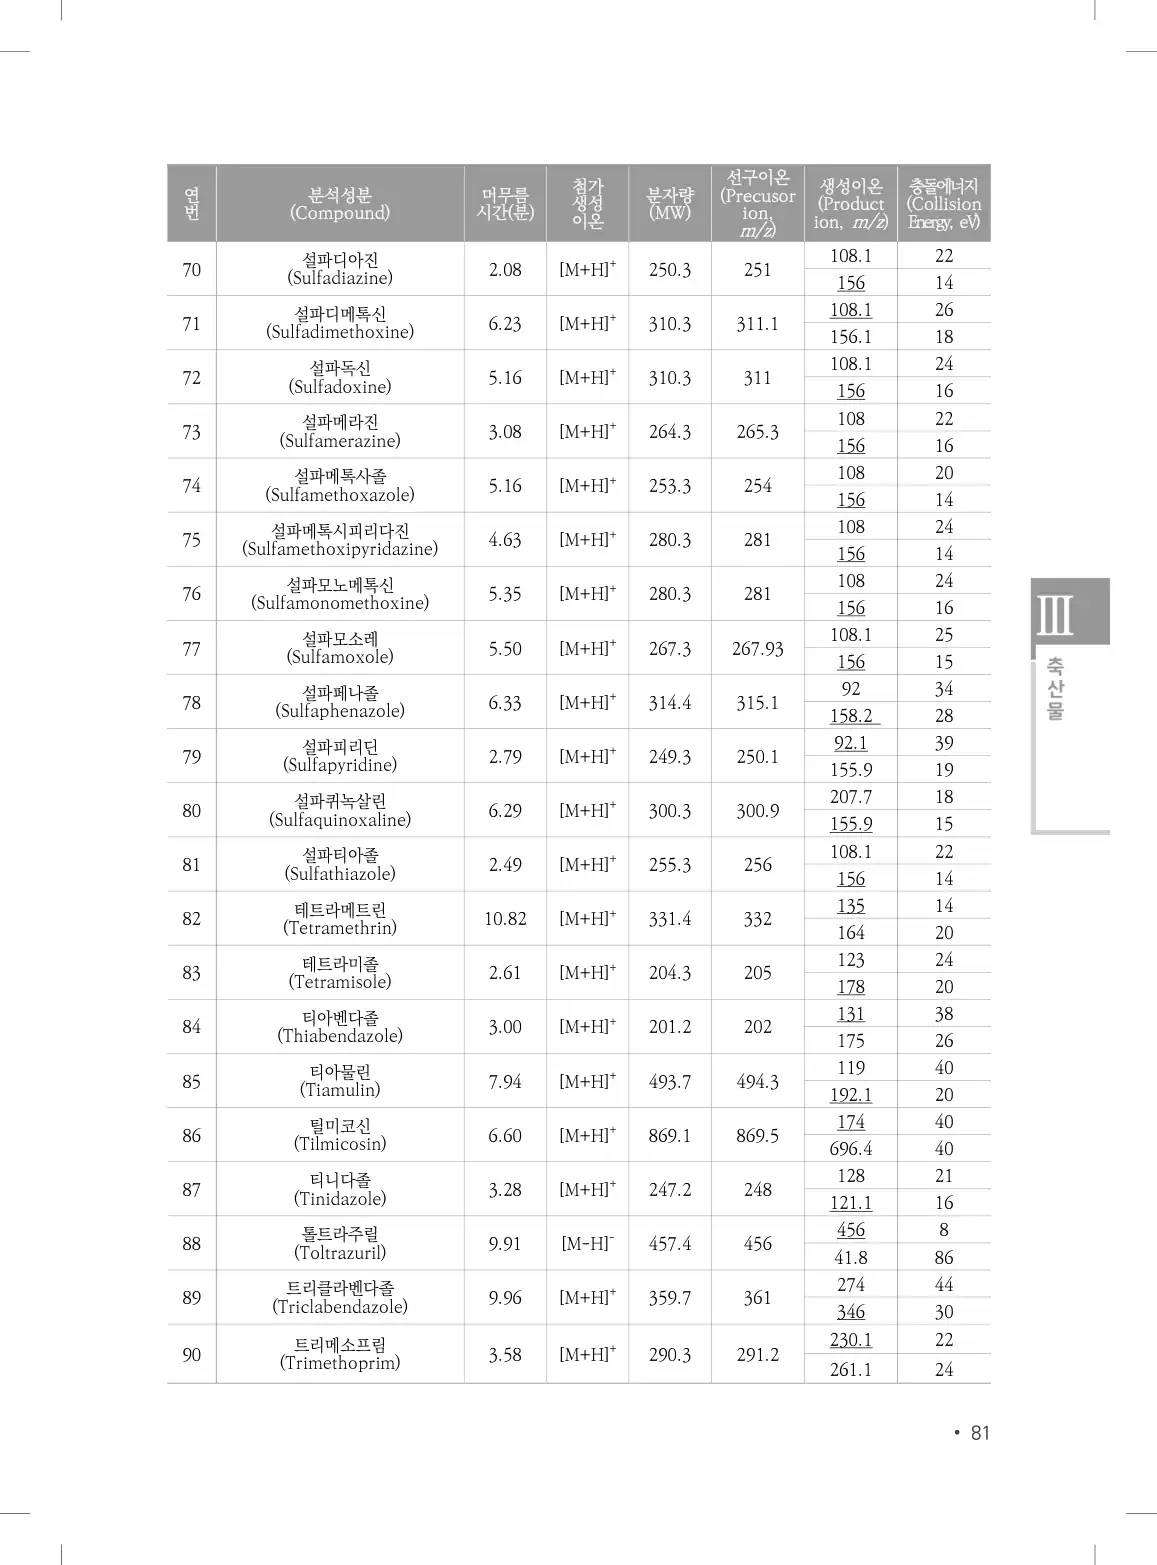 연번 분석성분 (Compound) 머무름 시간(분) 첨가 생성 이온 분자량 (MW) 선구이온 (Precusor ion, m/z) 생성이온 (Product ion, m/z) 충돌에너지 (Collision Energy, eV)
70 설파디아진 (Sulfadiazine) 2.08 [M+H]+ 250.3 251 108.1 22
156 14
71 설파디메톡신 (Sulfadimethoxine) 6.23 [M+H]+ 310.3 311.1 108.1 26
156.1 18
72 설파독신 (Sulfadoxine) 5.16 [M+H]+ 310.3 311 108.1 24
156 16
73 설파메라진 (Sulfamerazine) 3.08 [M+H]+ 264.3 265.3 108 22
156 16
74 설파메톡사졸 (Sulfamethoxazole) 5.16 [M+H]+ 253.3 254 108 20
156 14
75 설파메톡시피리다진 (Sulfamethoxipyridazine) 4.63 [M+H]+ 280.3 281 108 24
156 14
76 설파모노메톡신 (Sulfamonomethoxine) 5.35 [M+H]+ 280.3 281 108 24
156 16
77 설파모소레 (Sulfamoxole) 5.50 [M+H]+ 267.3 267.93 108.1 25
156 15
78 설파페나졸 (Sulfaphenazole) 6.33 [M+H]+ 314.4 315.1 92 34
158.2 28
79 설파피리딘 (Sulfapyridine) 2.79 [M+H]+ 249.3 250.1 92.1 39
155.9 19
80 설파퀴녹살린 (Sulfaquinoxaline) 6.29 [M+H]+ 300.3 300.9 207.7 18
155.9 15
81 설파티아졸 (Sulfathiazole) 2.49 [M+H]+ 255.3 256 108.1 22
156 14
82 테트라메트린 (Tetramethrin) 10.82 [M+H]+ 331.4 332 135 14
164 20
83 테트라미졸 (Tetramisole) 2.61 [M+H]+ 204.3 205 123 24
178 20
84 티아벤다졸 (Thiabendazole) 3.00 [M+H]+ 201.2 202 131 38
175 26
85 티아물린 (Tiamulin) 7.94 [M+H]+ 493.7 494.3 119 40
192.1 20
86 틸미코신 (Tilmicosin) 6.60 [M+H]+ 869.1 869.5 174 40
696.4 40
87 티니다졸 (Tinidazole) 3.28 [M+H]+ 247.2 248 128 21
121.1 16
88 톨트라주릴 (Toltrazuril) 9.91 [M-H]- 457.4 456 456 8
41.8 86
89 트리클라벤다졸 (Triclabendazole) 9.96 [M+H]+ 359.7 361 274 44
346 30
90 트리메소프림 (Trimethoprim) 3.58 [M+H]+ 290.3 291.2 230.1 22
261.1 24
Ⅲ
축산물
• 81